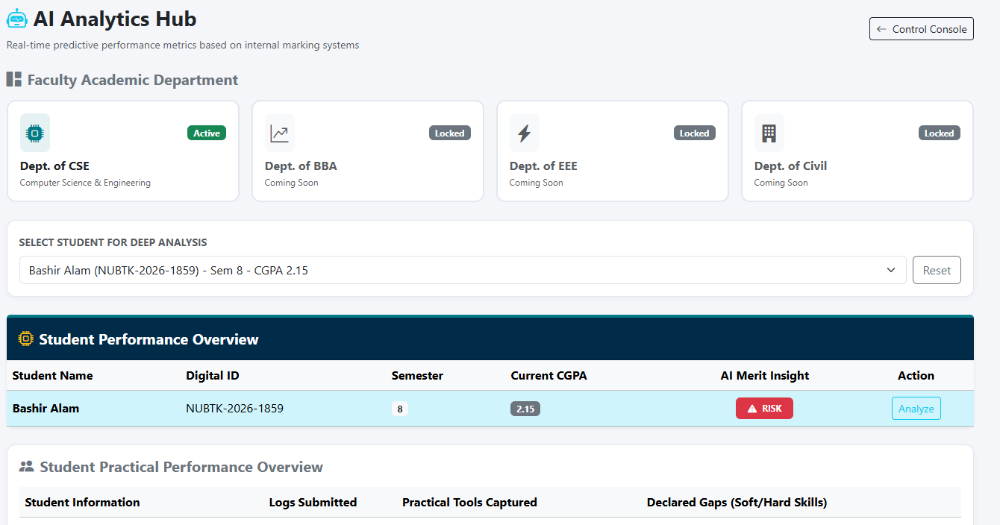 AI Analytics Hub
Control Console
Real-time predictive performance metrics based on internal marking systems
Faculty Academic Department
Active
Locked
Locked
Locked
Dept. of CSE
Dept. of BBA
Dept. of EEE
Dept. of Civil
Computer Science & Engineering
Coming Soon
Coming Soon
Coming Soon
SELECT STUDENT FOR DEEP ANALYSIS
Bashir Alam (NUBTK-2026-1859) - Sem 8 - CGPA 2.15
Reset
Student Performance Overview
Student Name Digital ID Semester Current CGPA AI Merit Insight Action
Bashir Alam NUBTK-2026-1859 8 2.15 RISK Analyze
Student Practical Performance Overview
Student Information Logs Submitted Practical Tools Captured Declared Gaps (Soft/Hard Skills)